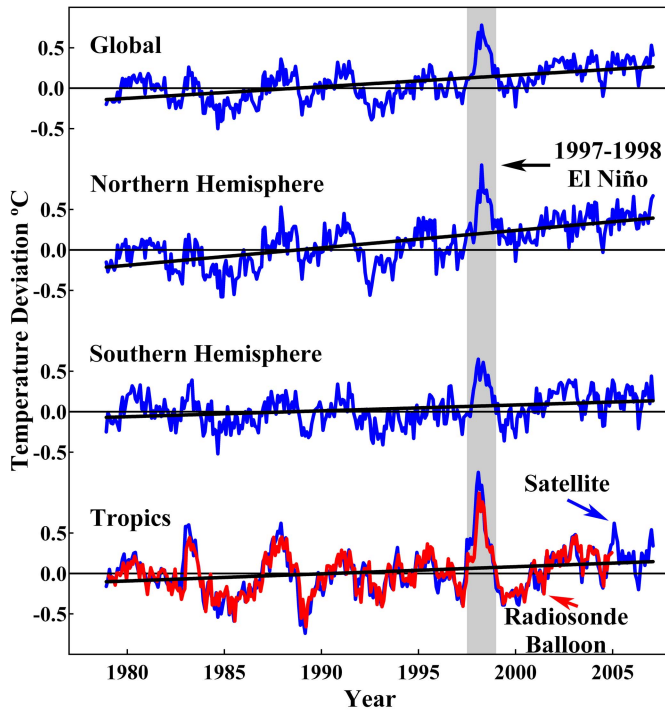 Global
0.5
0.0
-0.5
1997-1998
El Niño
Northern Hemisphere
0.5
0.0
-0.5
Temperature Deviation ºC
Southern Hemisphere
0.5
0.0
-0.5
Tropics
Satellite
0.5
0.0
-0.5
Radiosonde
Balloon
1980 1985 1990 1995 2000 2005
Year